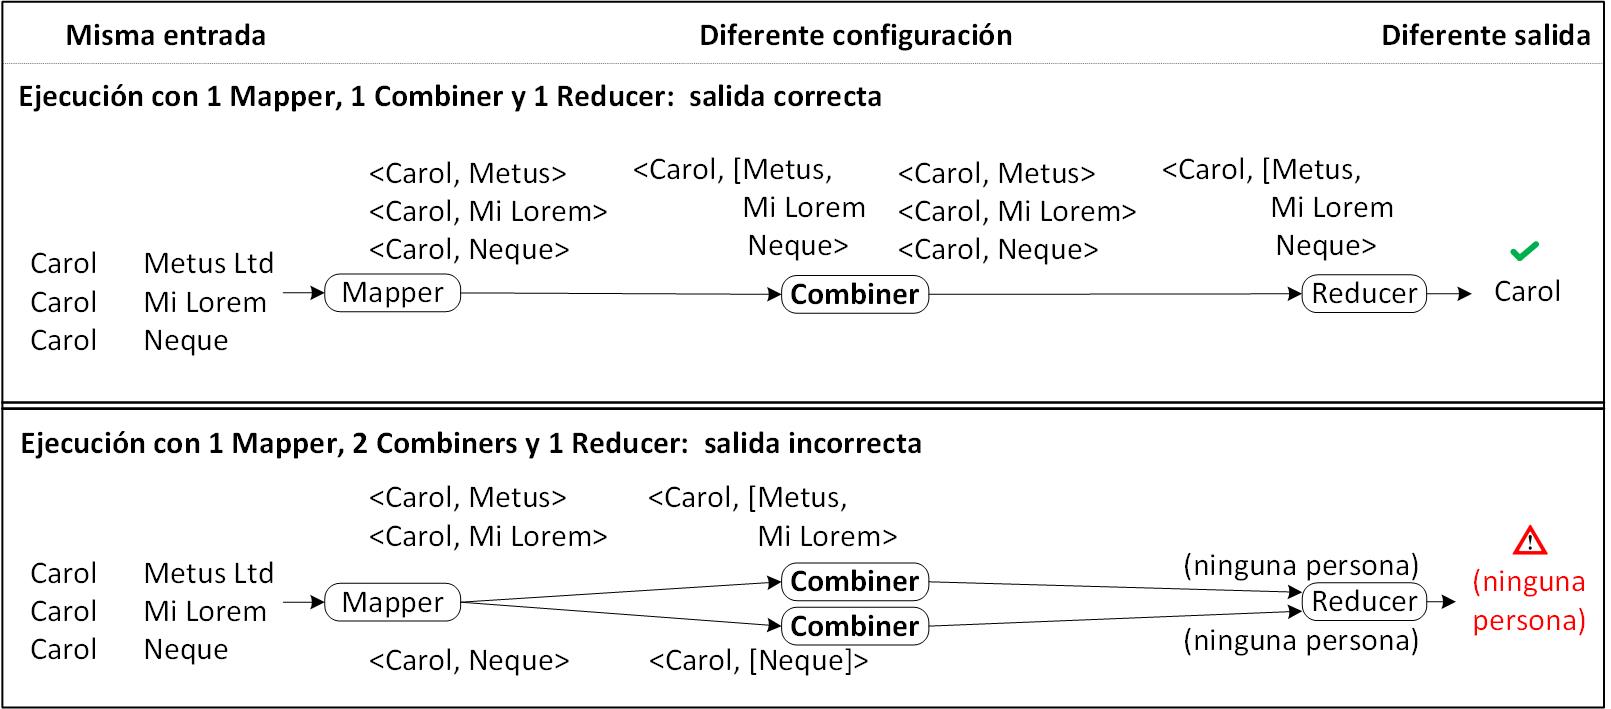 Misma entrada
Diferente configuración
Diferente salida
Ejecución con 1 Mapper, 1 Combiner y 1 Reducer:  salida correcta
<Carol, Metus>
<Carol, Mi Lorem>
<Carol, Neque>
<Carol, [Metus,
Mi Lorem
Neque>
<Carol, Metus>
<Carol, Mi Lorem>
<Carol, Neque>
<Carol, [Metus,
Mi Lorem
Neque>
Carol Metus Ltd
Carol Mi Lorem
Carol Neque
Mapper
Combiner
Reducer
Carol
Ejecución con 1 Mapper, 2 Combiners y 1 Reducer:  salida incorrecta
<Carol, Metus>
<Carol, Mi Lorem>
<Carol, [Metus,
Mi Lorem>
Carol Metus Ltd
Carol Mi Lorem
Carol Neque
Mapper
Combiner
Combiner
(ninguna persona)
Reducer
(ninguna persona)
(ninguna
persona)
<Carol, Neque>
<Carol, [Neque]>